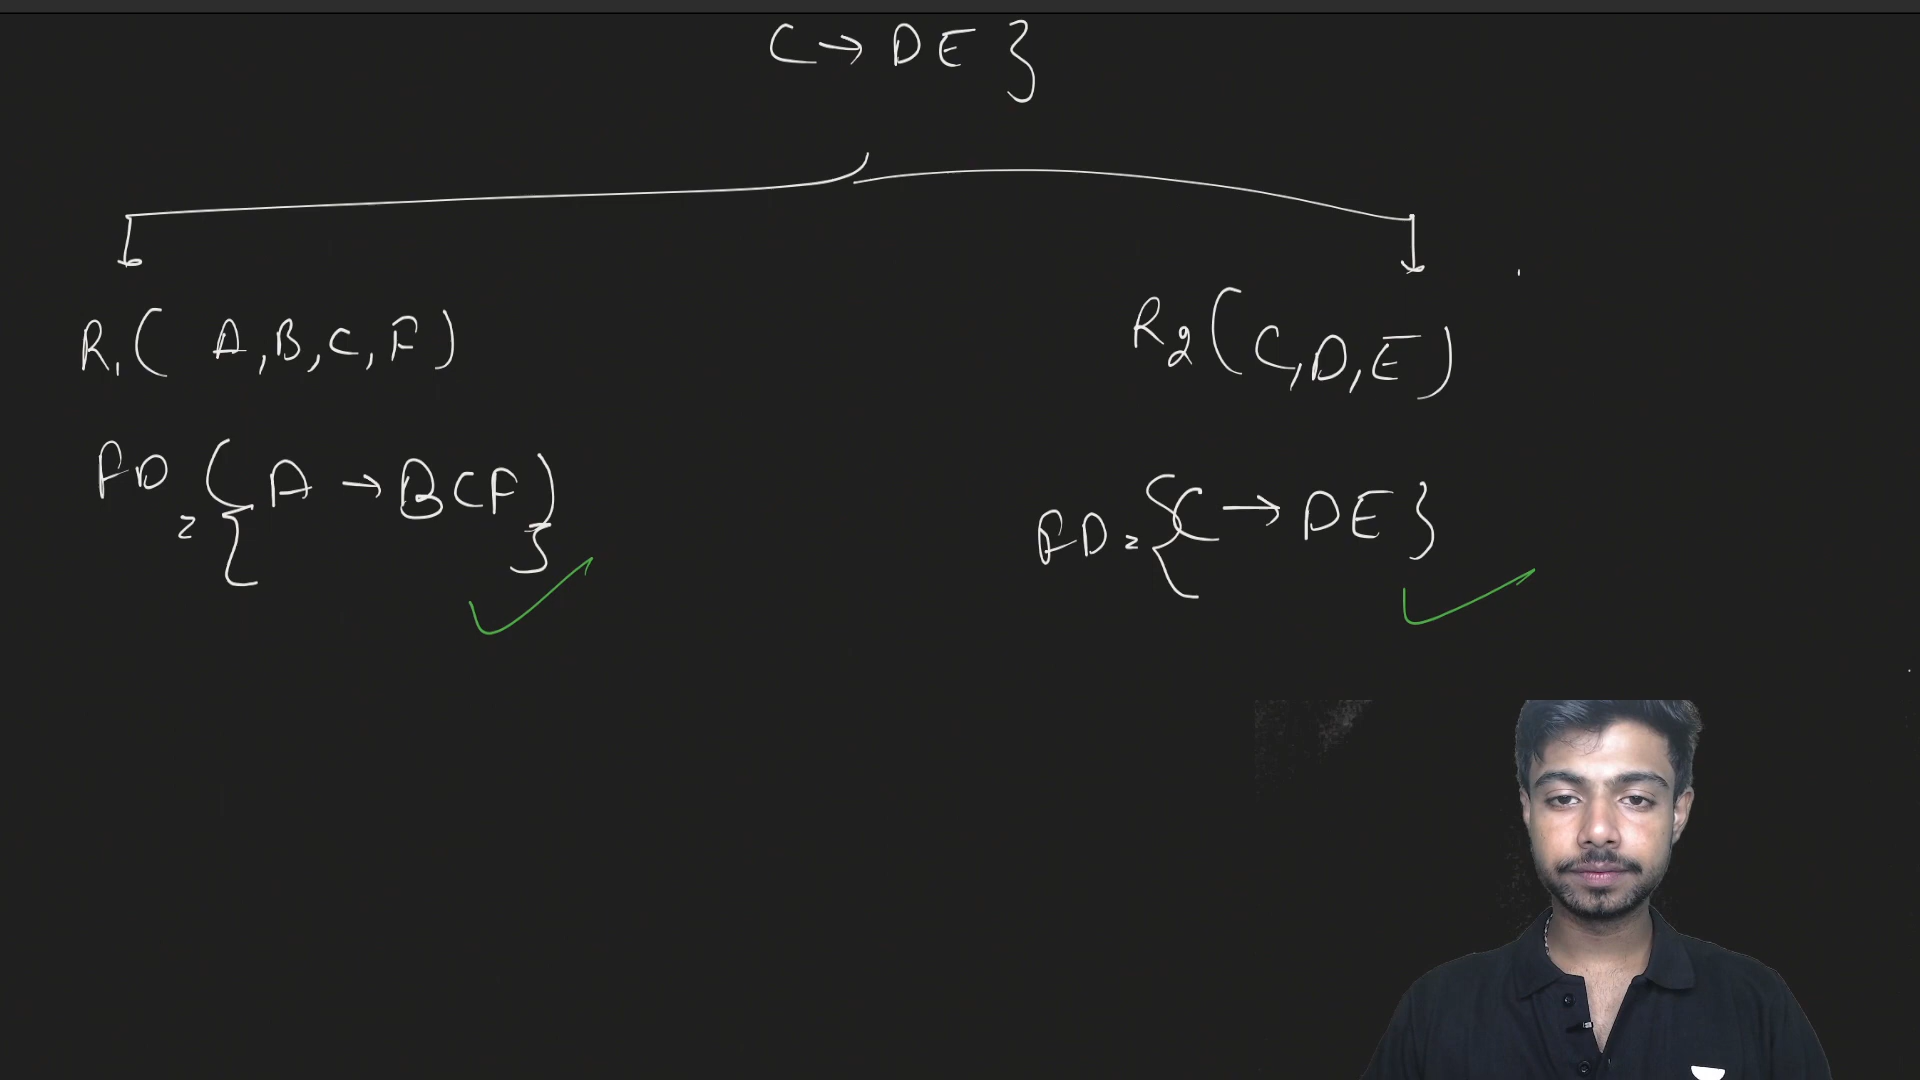 C → DE }
R1( A,B,C,F)
R2(C,D,E)
FD = { A → BCF }
FD = { C → DE }